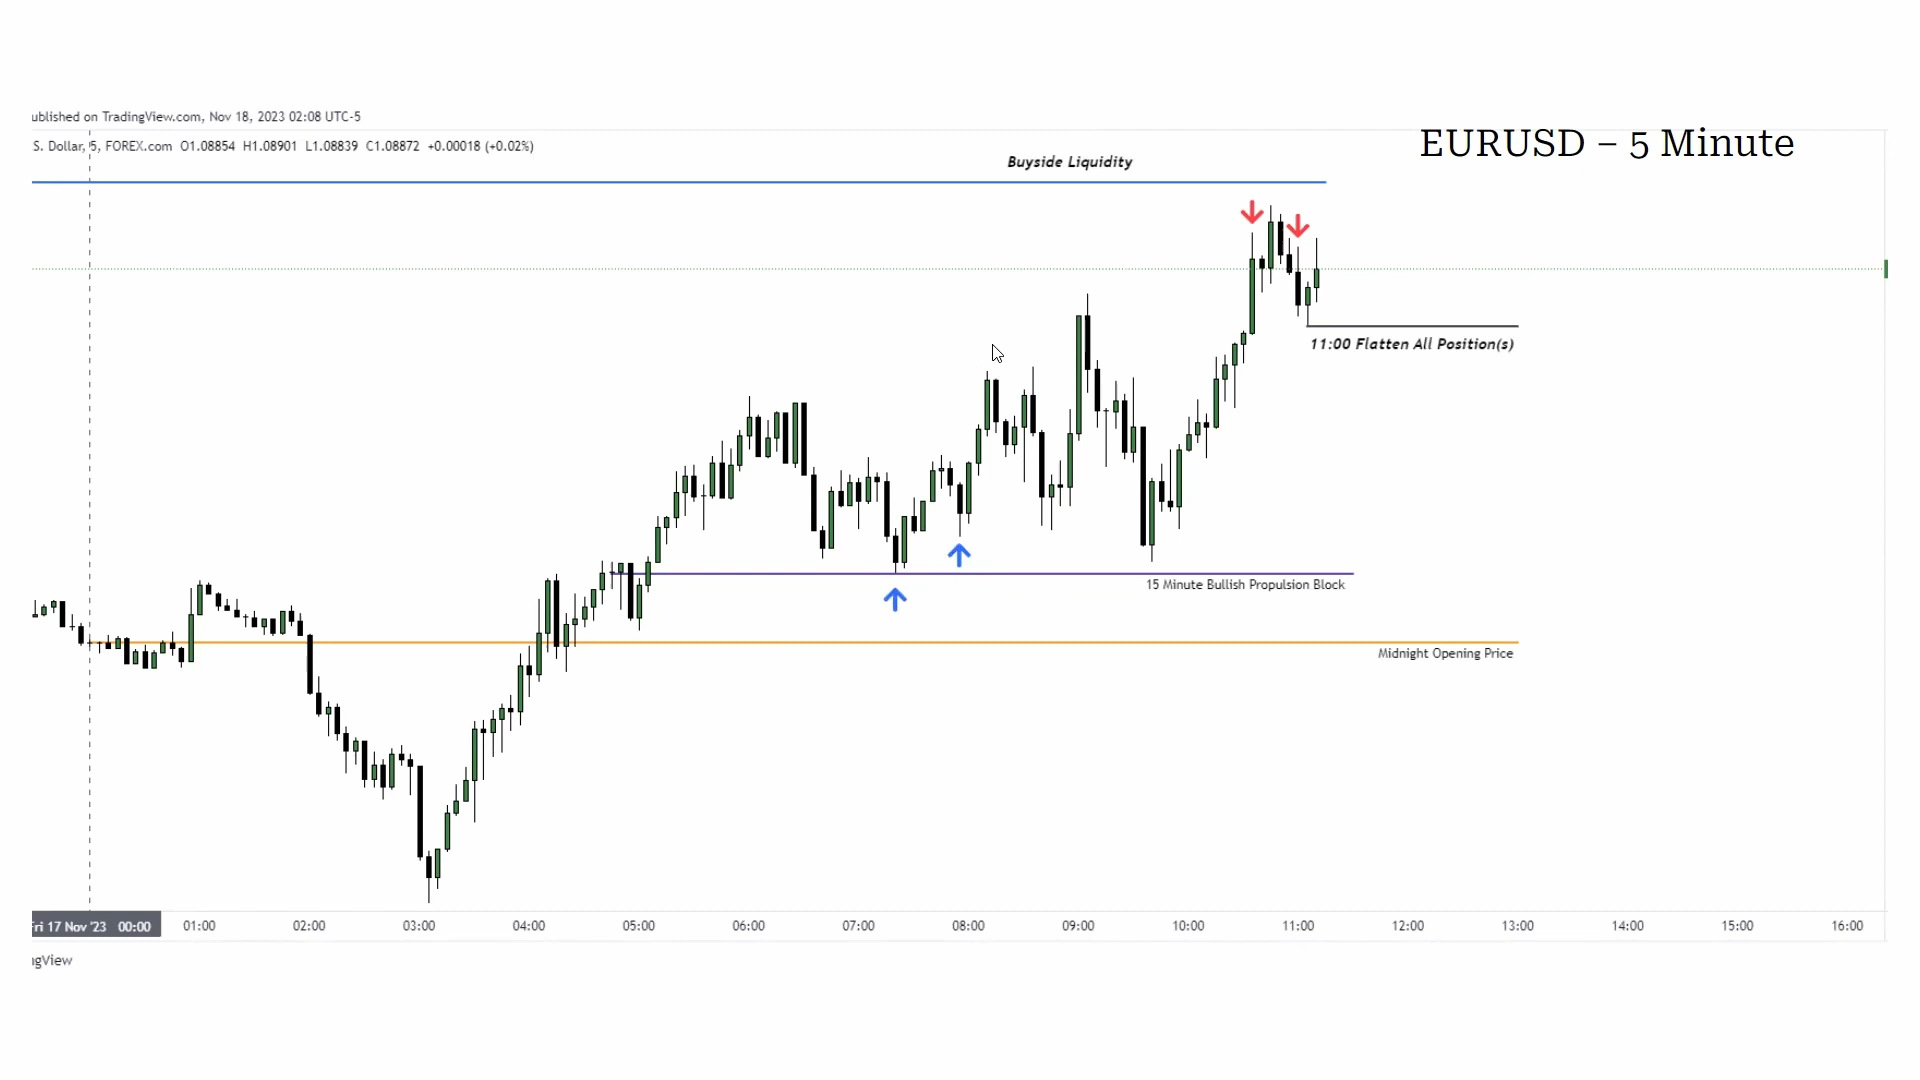 ublished on TradingView.com, Nov 18, 2023 02:08 UTC-5
EURUSD – 5 Minute
S. Dollar, 5, FOREX.com O1.08854 H1.08901 L1.08839 C1.08872 +0.00018 (+0.02%)
Buyside Liquidity
11:00 Flatten All Position(s)
15 Minute Bullish Propulsion Block
Midnight Opening Price
Fri 17 Nov '23 00:00 01:00 02:00 03:00 04:00 05:00 06:00 07:00 08:00 09:00 10:00 11:00 12:00 13:00 14:00 15:00 16:00
ngView